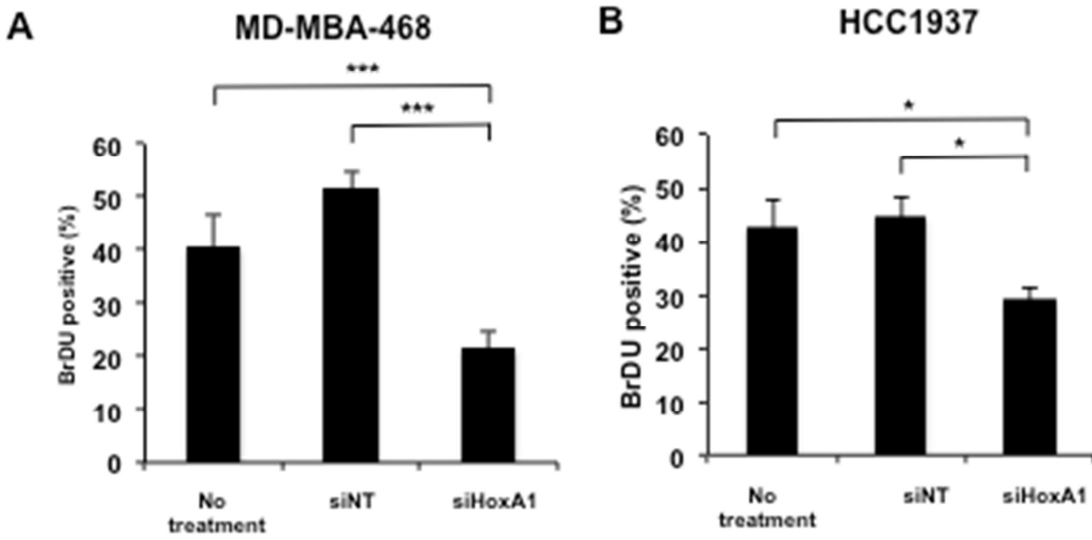 A
MD-MBA-468
***
***
BrDU positive (%)
60
50
40
30
20
10
0
No treatment
siNT
siHoxA1
B
HCC1937
*
*
BrDU positive (%)
60
50
40
30
20
10
0
No treatment
siNT
siHoxA1